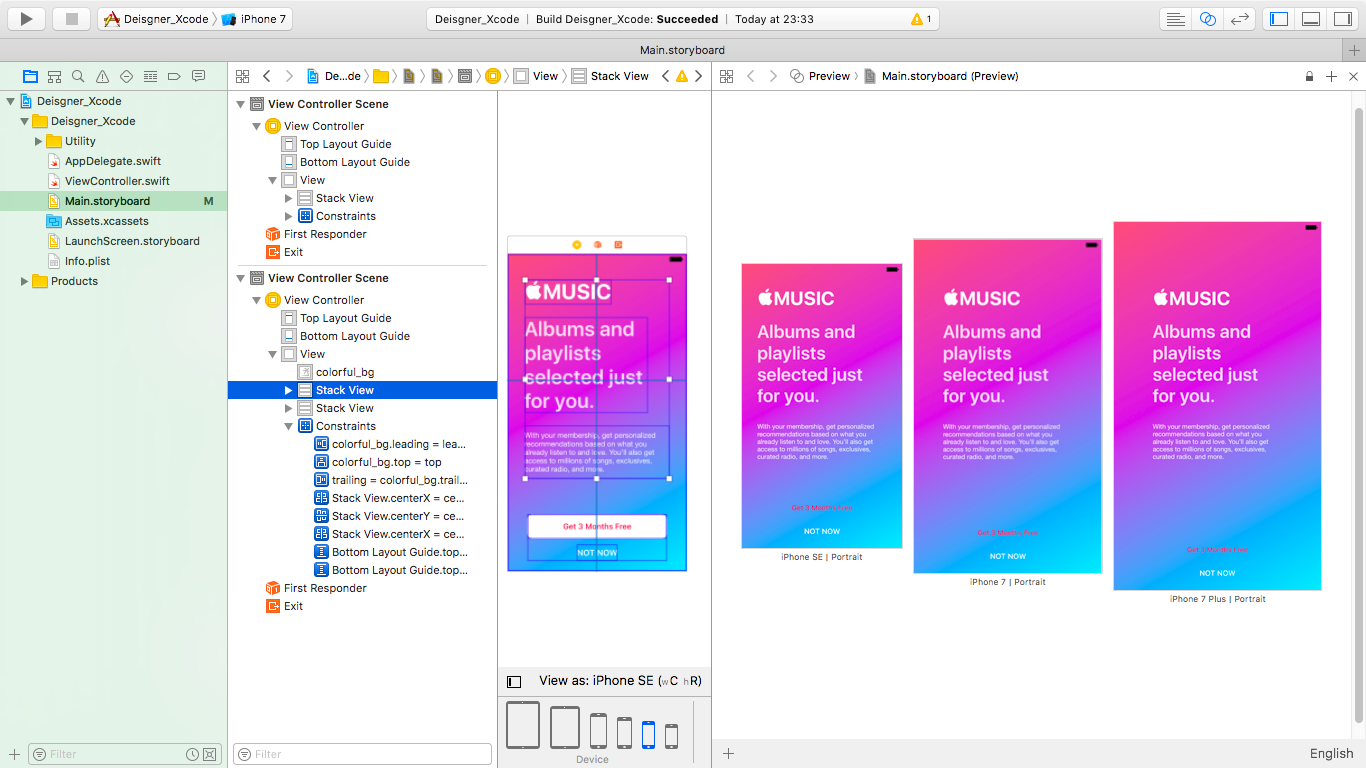 Deisgner_Xcode
iPhone 7
Deisgner_Xcode | Build Deisgner_Xcode: Succeeded | Today at 23:33
1
Main.storyboard
De...de
View
Stack View
Preview
Main.storyboard (Preview)
Deisgner_Xcode
Deisgner_Xcode
Utility
AppDelegate.swift
ViewController.swift
Main.storyboard
M
Assets.xcassets
LaunchScreen.storyboard
Info.plist
Products
Filter
View Controller Scene
View Controller
Top Layout Guide
Bottom Layout Guide
View
Stack View
Constraints
First Responder
Exit
View Controller Scene
View Controller
Top Layout Guide
Bottom Layout Guide
View
colorful_bg
Stack View
Stack View
Constraints
colorful_bg.leading = lea...
colorful_bg.top = top
trailing = colorful_bg.trail...
Stack View.centerX = ce...
Stack View.centerY = ce...
Stack View.centerX = ce...
Bottom Layout Guide.top...
Bottom Layout Guide.top...
First Responder
Exit
Filter
MUSIC
Albums and
playlists
selected just
for you.
With your membership, get personalized
recommendations based on what you
already listen to and love. You'll also get
access to millions of songs, exclusives,
curated radio, and more.
Get 3 Months Free
NOT NOW
View as: iPhone SE (wC hR)
Device
MUSIC
Albums and
playlists
selected just
for you.
With your membership, get personalized
recommendations based on what you
already listen to and love. You'll also get
access to millions of songs, exclusives,
curated radio, and more.
Get 3 Months Free
NOT NOW
iPhone SE | Portrait
MUSIC
Albums and
playlists
selected just
for you.
With your membership, get personalized
recommendations based on what you
already listen to and love. You'll also get
access to millions of songs, exclusives,
curated radio, and more.
Get 3 Months Free
NOT NOW
iPhone 7 | Portrait
MUSIC
Albums and
playlists
selected just
for you.
With your membership, get personalized
recommendations based on what you
already listen to and love. You'll also get
access to millions of songs, exclusives,
curated radio, and more.
Get 3 Months Free
NOT NOW
iPhone 7 Plus | Portrait
English